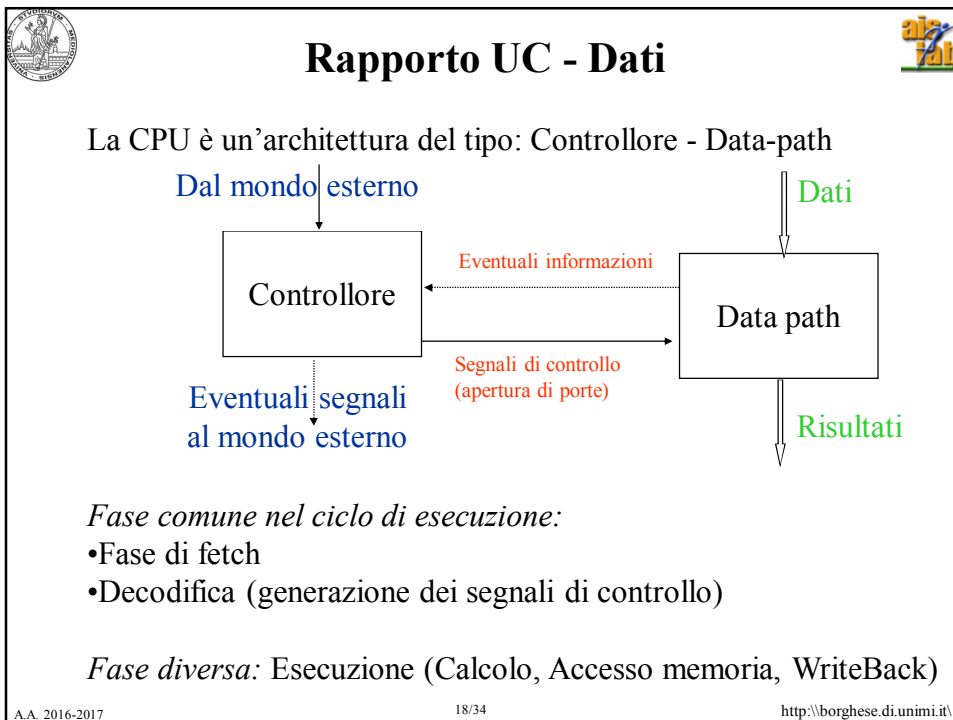 Rapporto UC - Dati
La CPU è un’architettura del tipo: Controllore - Data-path
Dal mondo esterno
Dati
Eventuali informazioni
Controllore
Data path
Segnali di controllo
(apertura di porte)
Eventuali segnali
al mondo esterno
Risultati
Fase comune nel ciclo di esecuzione:
•Fase di fetch
•Decodifica (generazione dei segnali di controllo)
Fase diversa: Esecuzione (Calcolo, Accesso memoria, WriteBack)
A.A. 2016-2017
18/34
http:\\borghese.di.unimi.it\